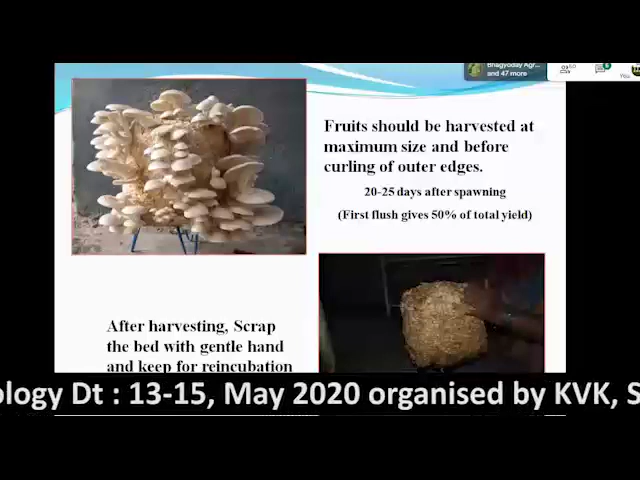 Bhagyoday Agr...
and 47 more
You
Fruits should be harvested at
maximum size and before
curling of outer edges.
20-25 days after spawning
(First flush gives 50% of total yield)
After harvesting, Scrap
the bed with gentle hand
and keep for reincubation
ology Dt : 13-15, May 2020 organised by KVK, S